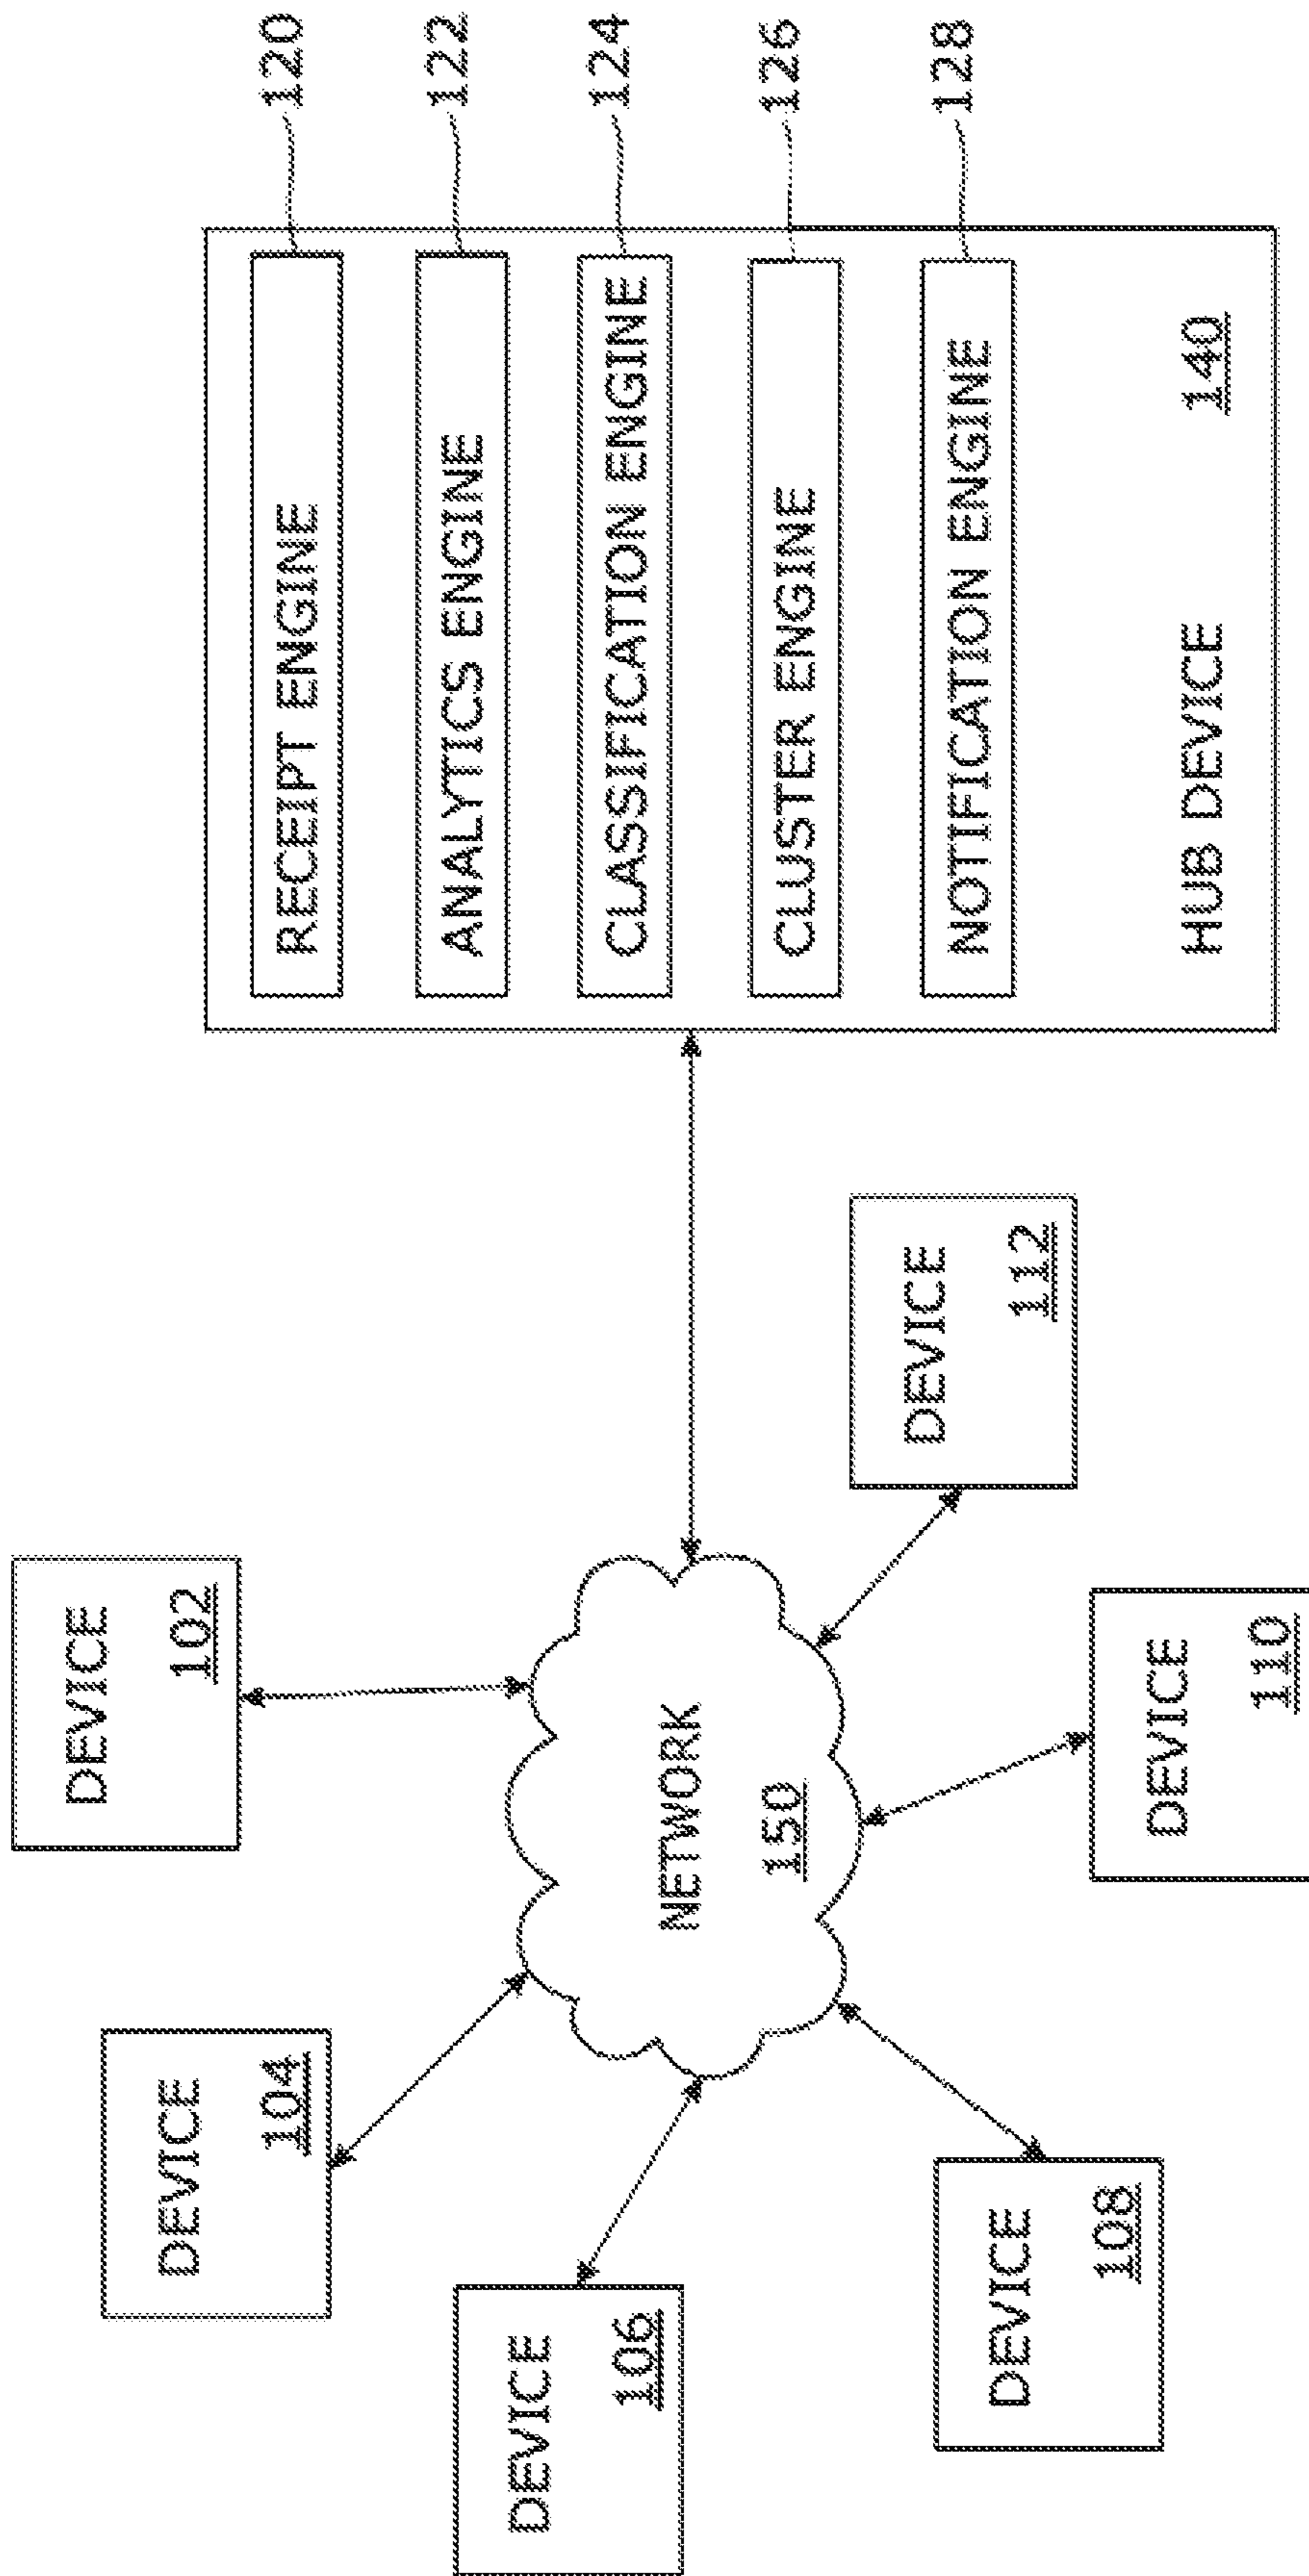 DEVICE
102
DEVICE
104
DEVICE
106
DEVICE
108
DEVICE
110
DEVICE
112
NETWORK
150
RECEIPT ENGINE
120
ANALYTICS ENGINE
122
CLASSIFICATION ENGINE
124
CLUSTER ENGINE
126
NOTIFICATION ENGINE
128
HUB DEVICE
140